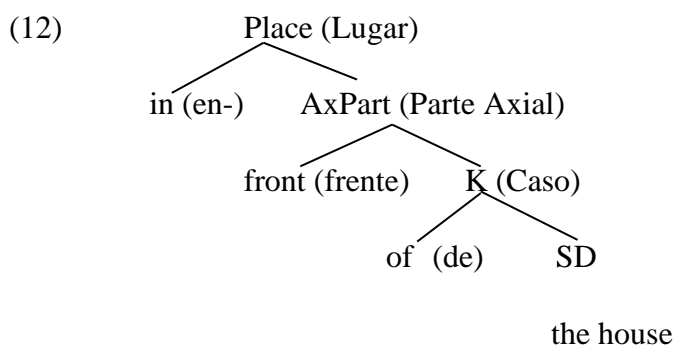 (12) Place (Lugar)
in (en-) AxPart (Parte Axial)
front (frente) K (Caso)
of (de) SD
the house